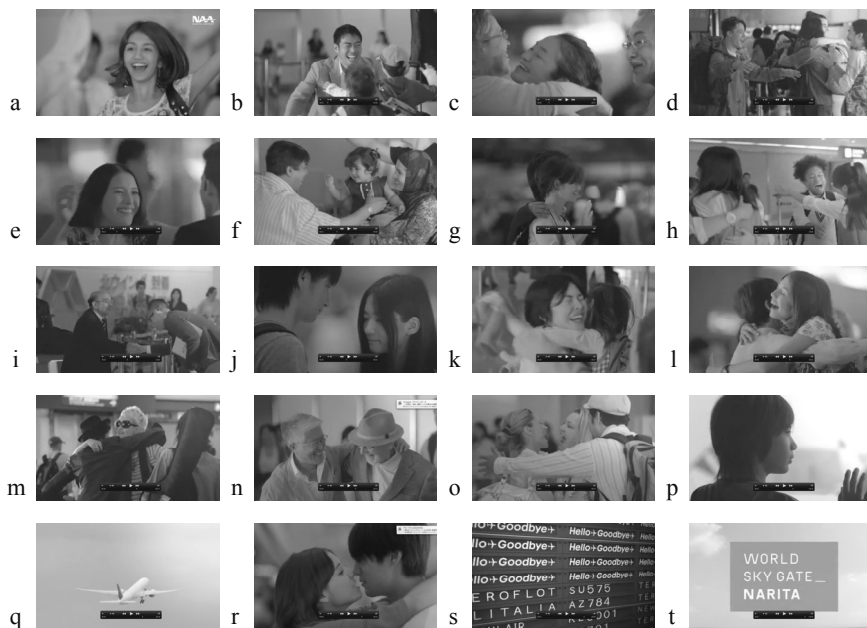 NAA
a
b
c
d
e
f
g
h
i
j
k
l
m
n
o
p
q
r
llo✈Goodbye✈ Hello✈Goodbye✈
llo✈Goodbye✈ Hello✈Goodbye✈
llo✈Goodbye✈ Hello✈Goodbye✈
llo✈Goodbye✈ Hello✈Goodbye✈
EROFLOT SU575
LITALIA AZ784
s
WORLD
SKY GATE_
NARITA
t